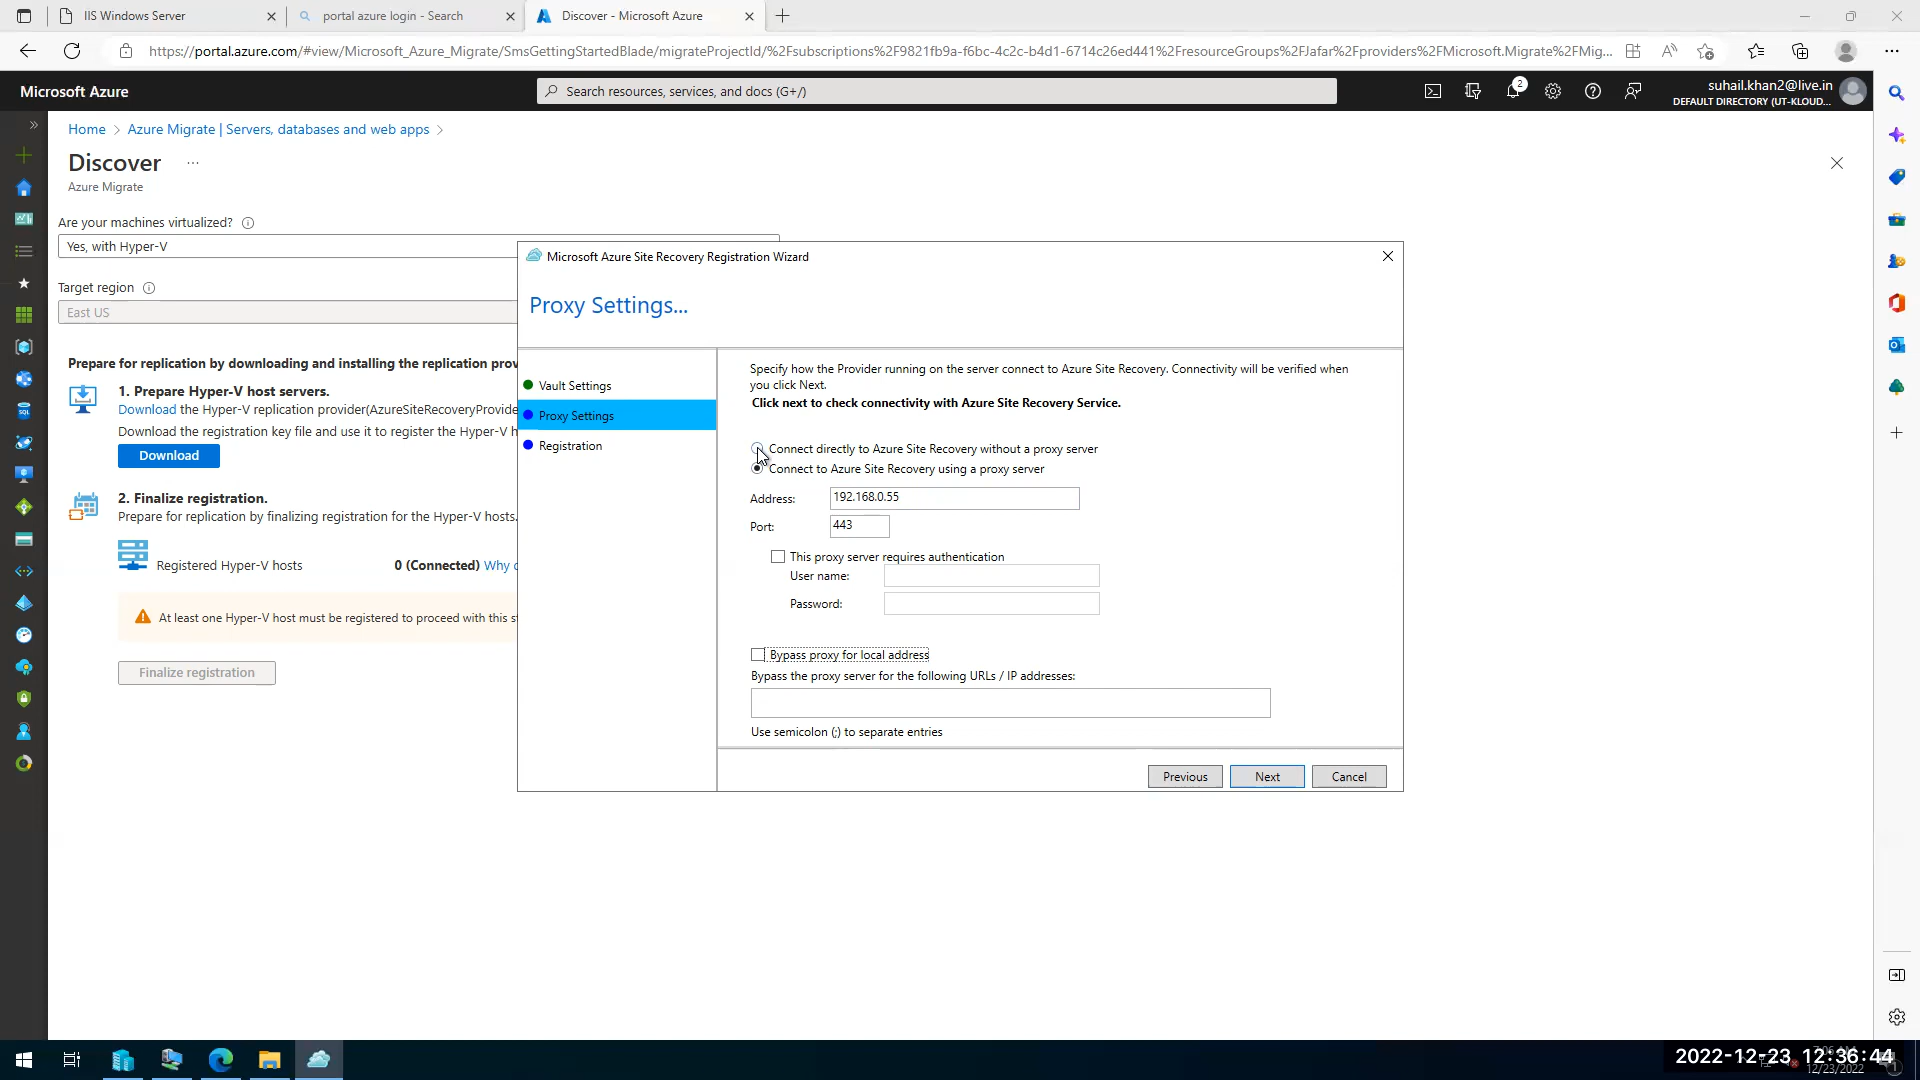 IIS Windows Server
portal azure login - Search
Discover - Microsoft Azure
https://portal.azure.com/#view/Microsoft_Azure_Migrate/SmsGettingStartedBlade/migrateProjectId/%2Fsubscriptions%2F9821fb9a-f6bc-4c2c-b4d1-6714c26ed441%2FresourceGroups%2FJafar%2Fproviders%2FMicrosoft.Migrate%2FMig...
Microsoft Azure
Search resources, services, and docs (G+/)
2
suhail.khan2@live.in
DEFAULT DIRECTORY (UT-KLOUD...
Home > Azure Migrate | Servers, databases and web apps >
Discover ...
Azure Migrate
Are your machines virtualized?
Yes, with Hyper-V
Target region
East US
Prepare for replication by downloading and installing the replication prov
1. Prepare Hyper-V host servers.
Download the Hyper-V replication provider(AzureSiteRecoveryProvide
Download the registration key file and use it to register the Hyper-V h
Download
2. Finalize registration.
Prepare for replication by finalizing registration for the Hyper-V hosts.
Registered Hyper-V hosts 0 (Connected) Why c
At least one Hyper-V host must be registered to proceed with this s
Finalize registration
Microsoft Azure Site Recovery Registration Wizard
Proxy Settings...
Vault Settings
Proxy Settings
Registration
Specify how the Provider running on the server connect to Azure Site Recovery. Connectivity will be verified when
you click Next.
Click next to check connectivity with Azure Site Recovery Service.
Connect directly to Azure Site Recovery without a proxy server
Connect to Azure Site Recovery using a proxy server
Address: 192.168.0.55
Port: 443
This proxy server requires authentication
User name:
Password:
Bypass proxy for local address
Bypass the proxy server for the following URLs / IP addresses:
Use semicolon (;) to separate entries
Previous
Next
Cancel
2022-12-23 12:36:44
12/23/2022